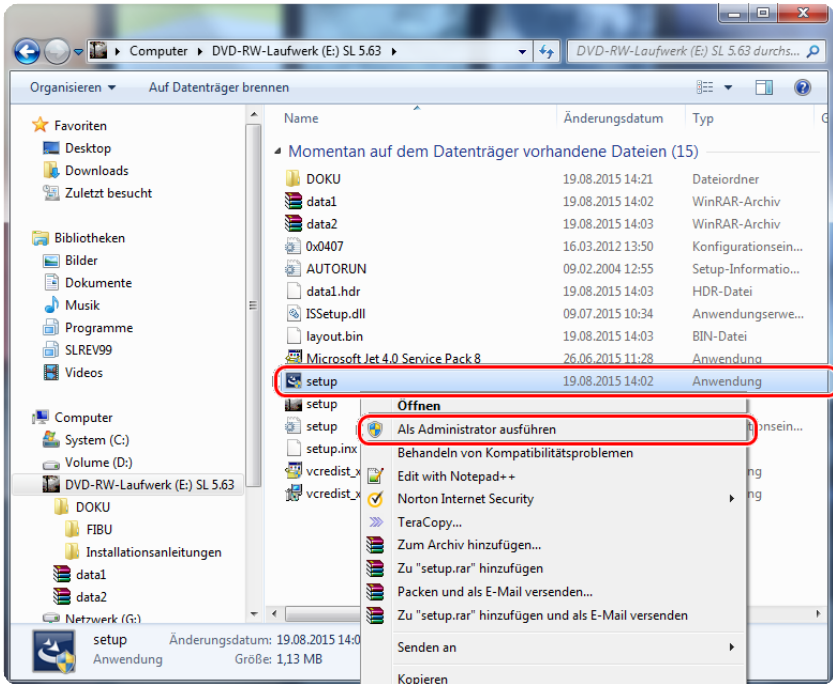 Computer DVD-RW-Laufwerk (E:) SL 5.63
DVD-RW-Laufwerk (E:) SL 5.63 durchs...
Organisieren Auf Datenträger brennen
Favoriten
Desktop
Downloads
Zuletzt besucht
Bibliotheken
Bilder
Dokumente
Musik
Programme
SLREV99
Videos
Computer
System (C:)
Volume (D:)
DVD-RW-Laufwerk (E:) SL 5.63
DOKU
FIBU
Installationsanleitungen
data1
data2
Netzwerk (G:)
Name Änderungsdatum Typ G
Momentan auf dem Datenträger vorhandene Dateien (15)
DOKU 19.08.2015 14:21 Dateiordner
data1 19.08.2015 14:02 WinRAR-Archiv
data2 19.08.2015 14:03 WinRAR-Archiv
0x0407 16.03.2012 13:50 Konfigurationsein...
AUTORUN 09.02.2004 12:55 Setup-Informatio...
data1.hdr 19.08.2015 14:03 HDR-Datei
ISSetup.dll 09.07.2015 10:34 Anwendungserwe...
layout.bin 19.08.2015 14:03 BIN-Datei
Microsoft Jet 4.0 Service Pack 8 26.06.2015 11:28 Anwendung
setup 19.08.2015 14:02 Anwendung
setup
setup onsein...
setup.inx
vcredist_x ng
vcredist_x ng
Öffnen
Als Administrator ausführen
Behandeln von Kompatibilitätsproblemen
Edit with Notepad++
Norton Internet Security
TeraCopy...
Zum Archiv hinzufügen...
Zu "setup.rar" hinzufügen
Packen und als E-Mail versenden...
Zu "setup.rar" hinzufügen und als E-Mail versenden
Senden an
Kopieren
setup Änderungsdatum: 19.08.2015 14:0
Anwendung Größe: 1,13 MB